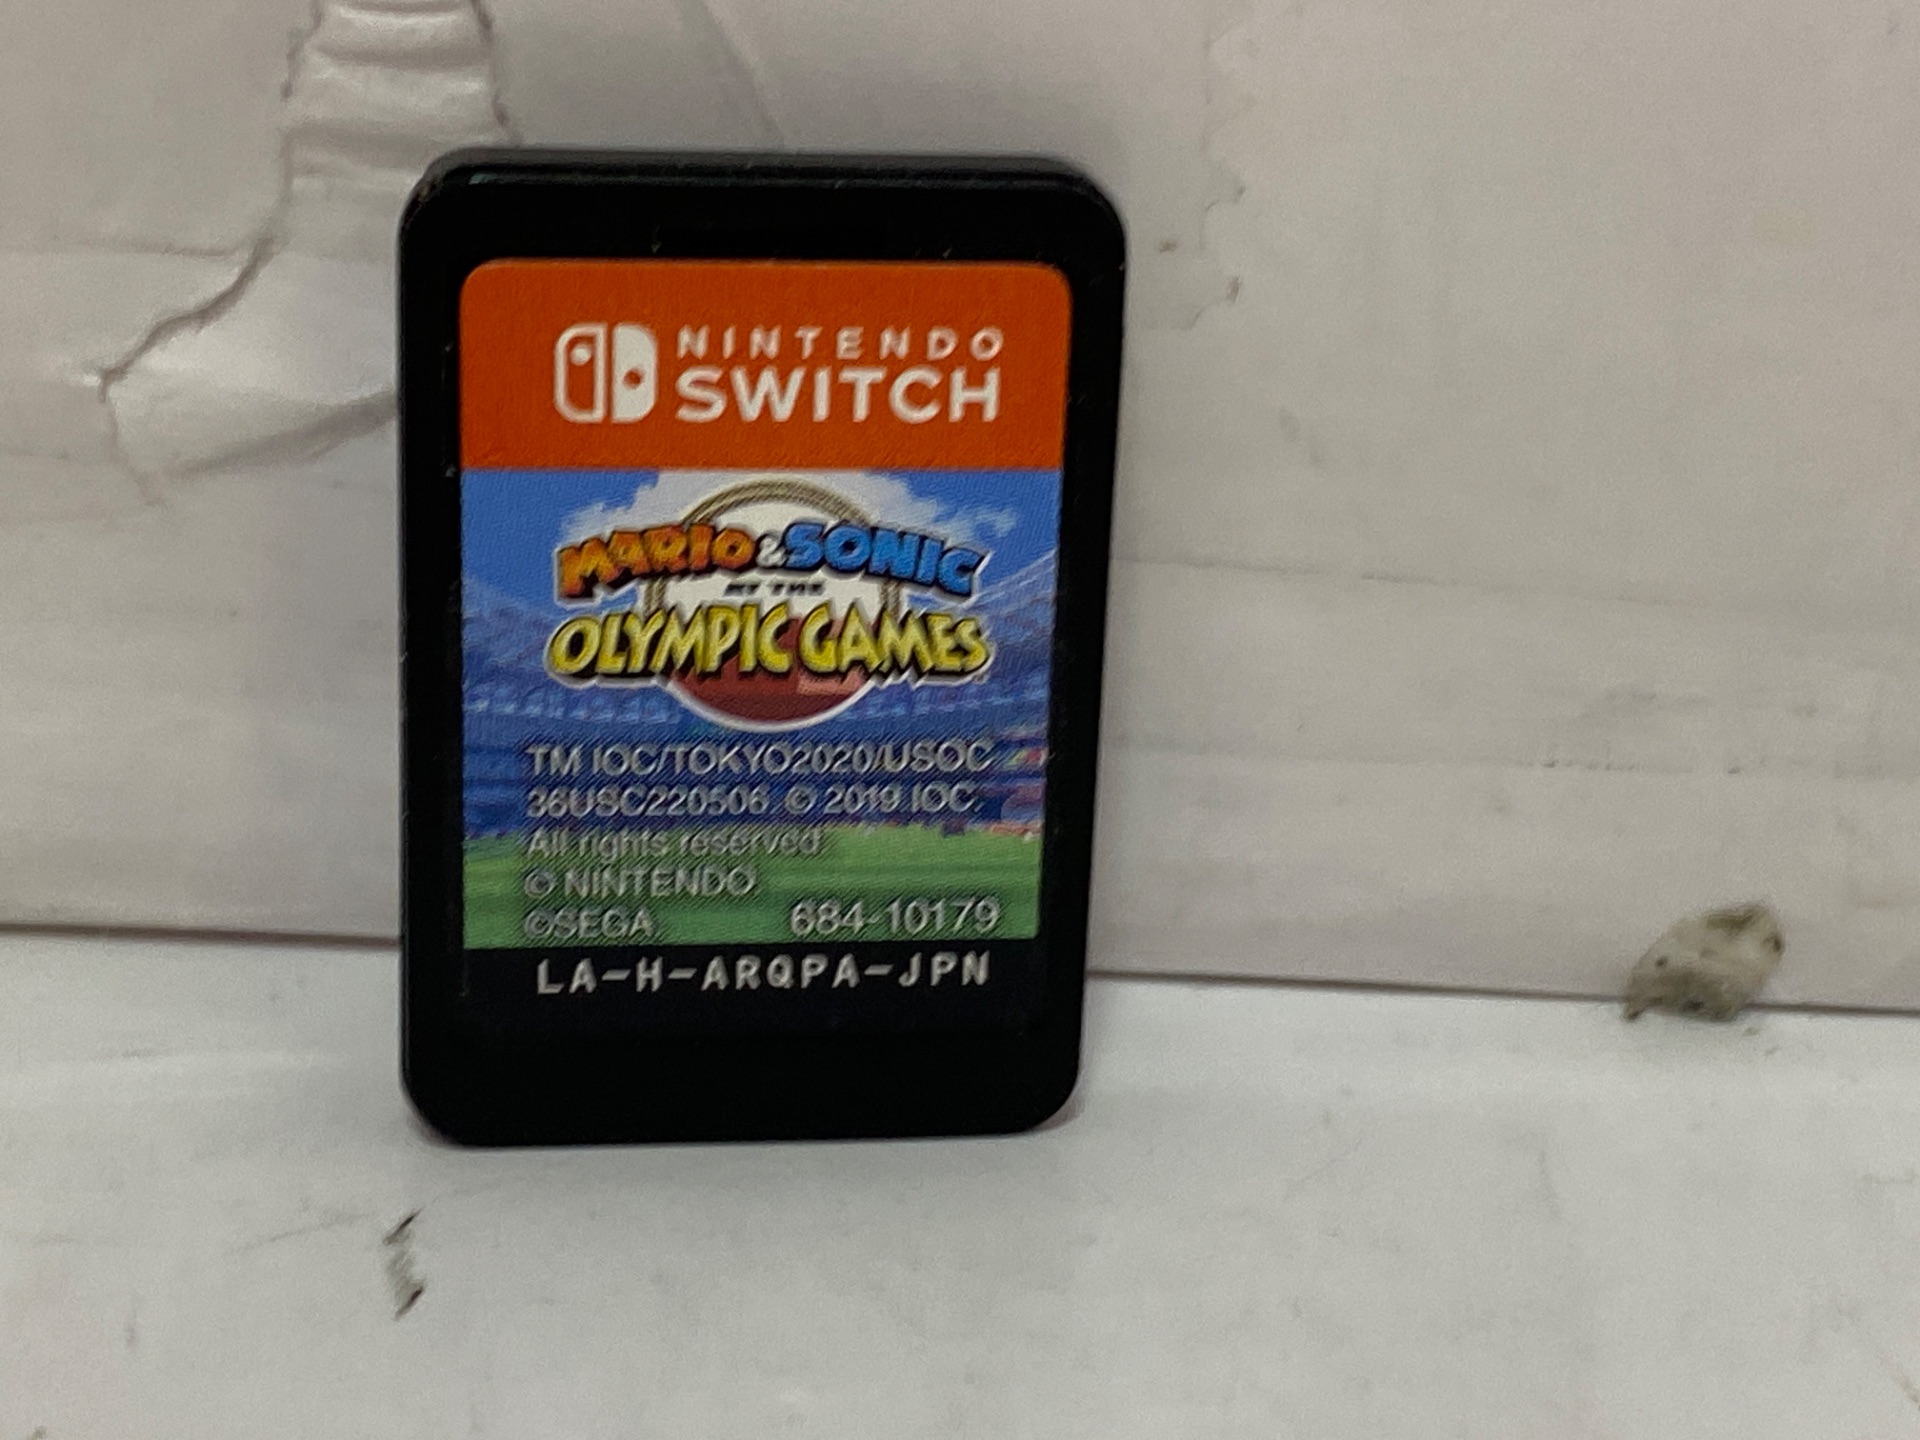 NINTENDO
SWITCH
MARIO & SONIC
AT THE
OLYMPIC GAMES
TM IOC/TOKYO2020/USOC
36USC220506. © 2019 IOC.
All rights reserved.
© NINTENDO
©SEGA. 684-10179
LA-H-ARQPA-JPN